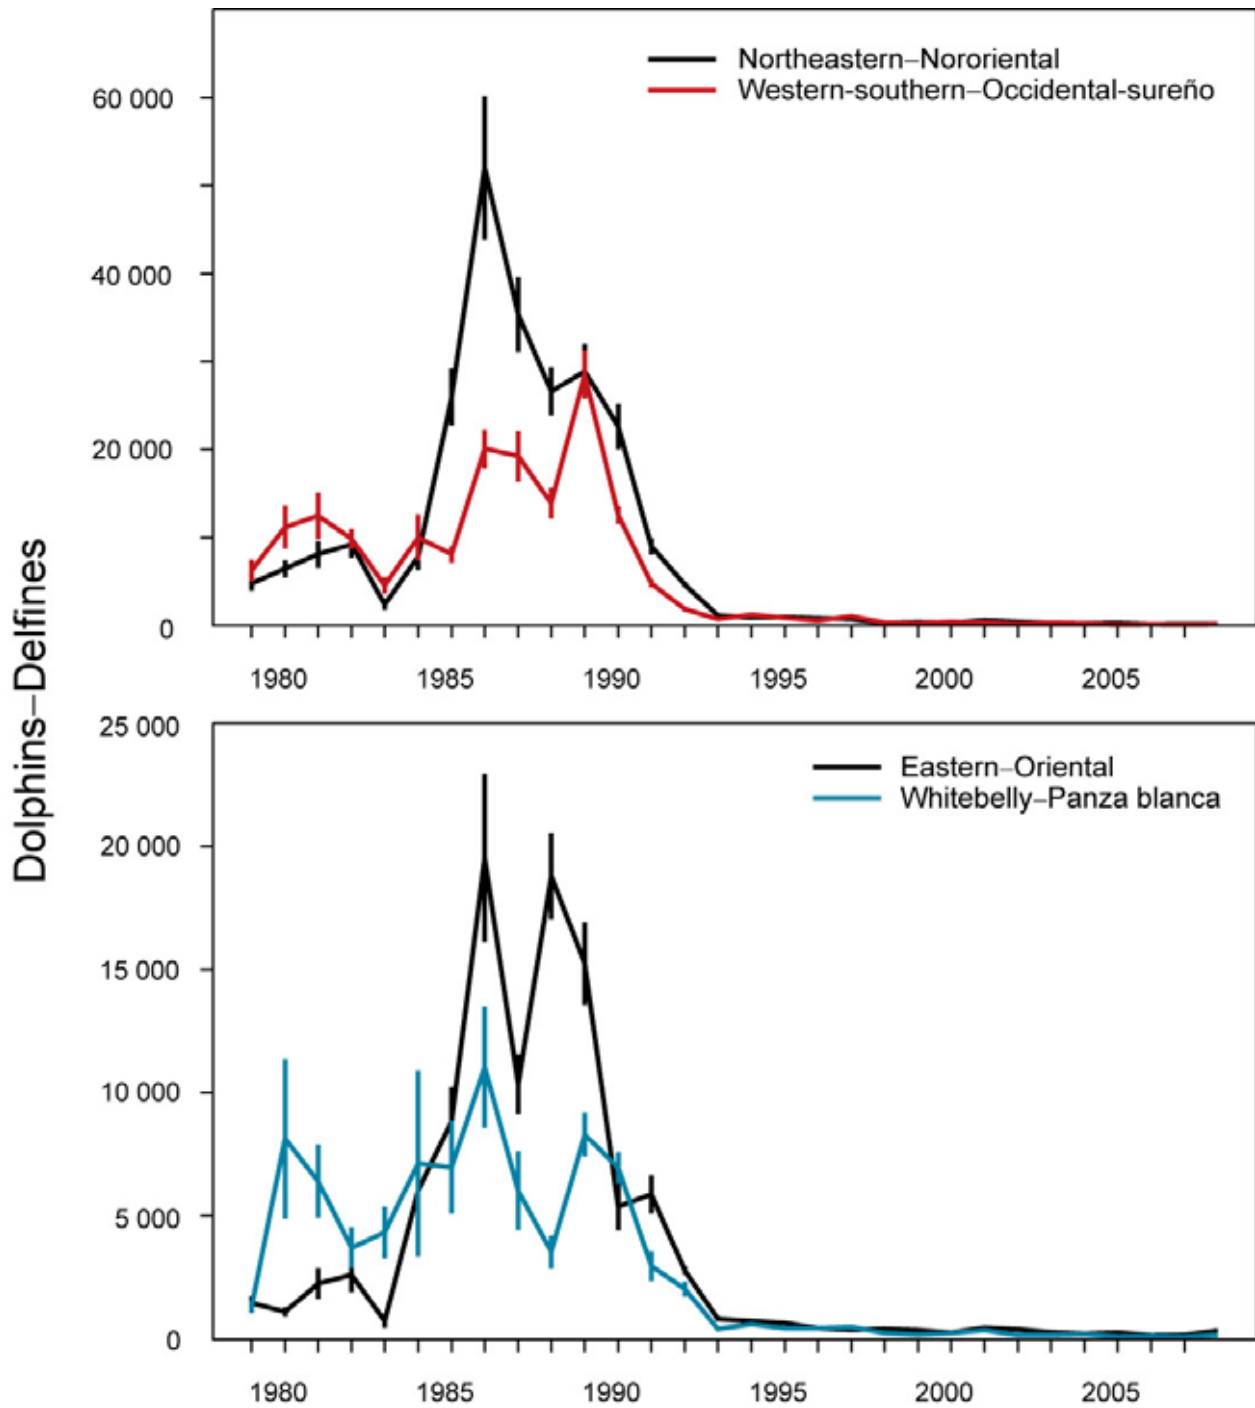 Dolphins–Delfines
Northeastern–Nororiental
Western-southern–Occidental-sureño
60 000
40 000
20 000
0
1980 1985 1990 1995 2000 2005
Eastern–Oriental
Whitebelly–Panza blanca
25 000
20 000
15 000
10 000
5 000
0
1980 1985 1990 1995 2000 2005